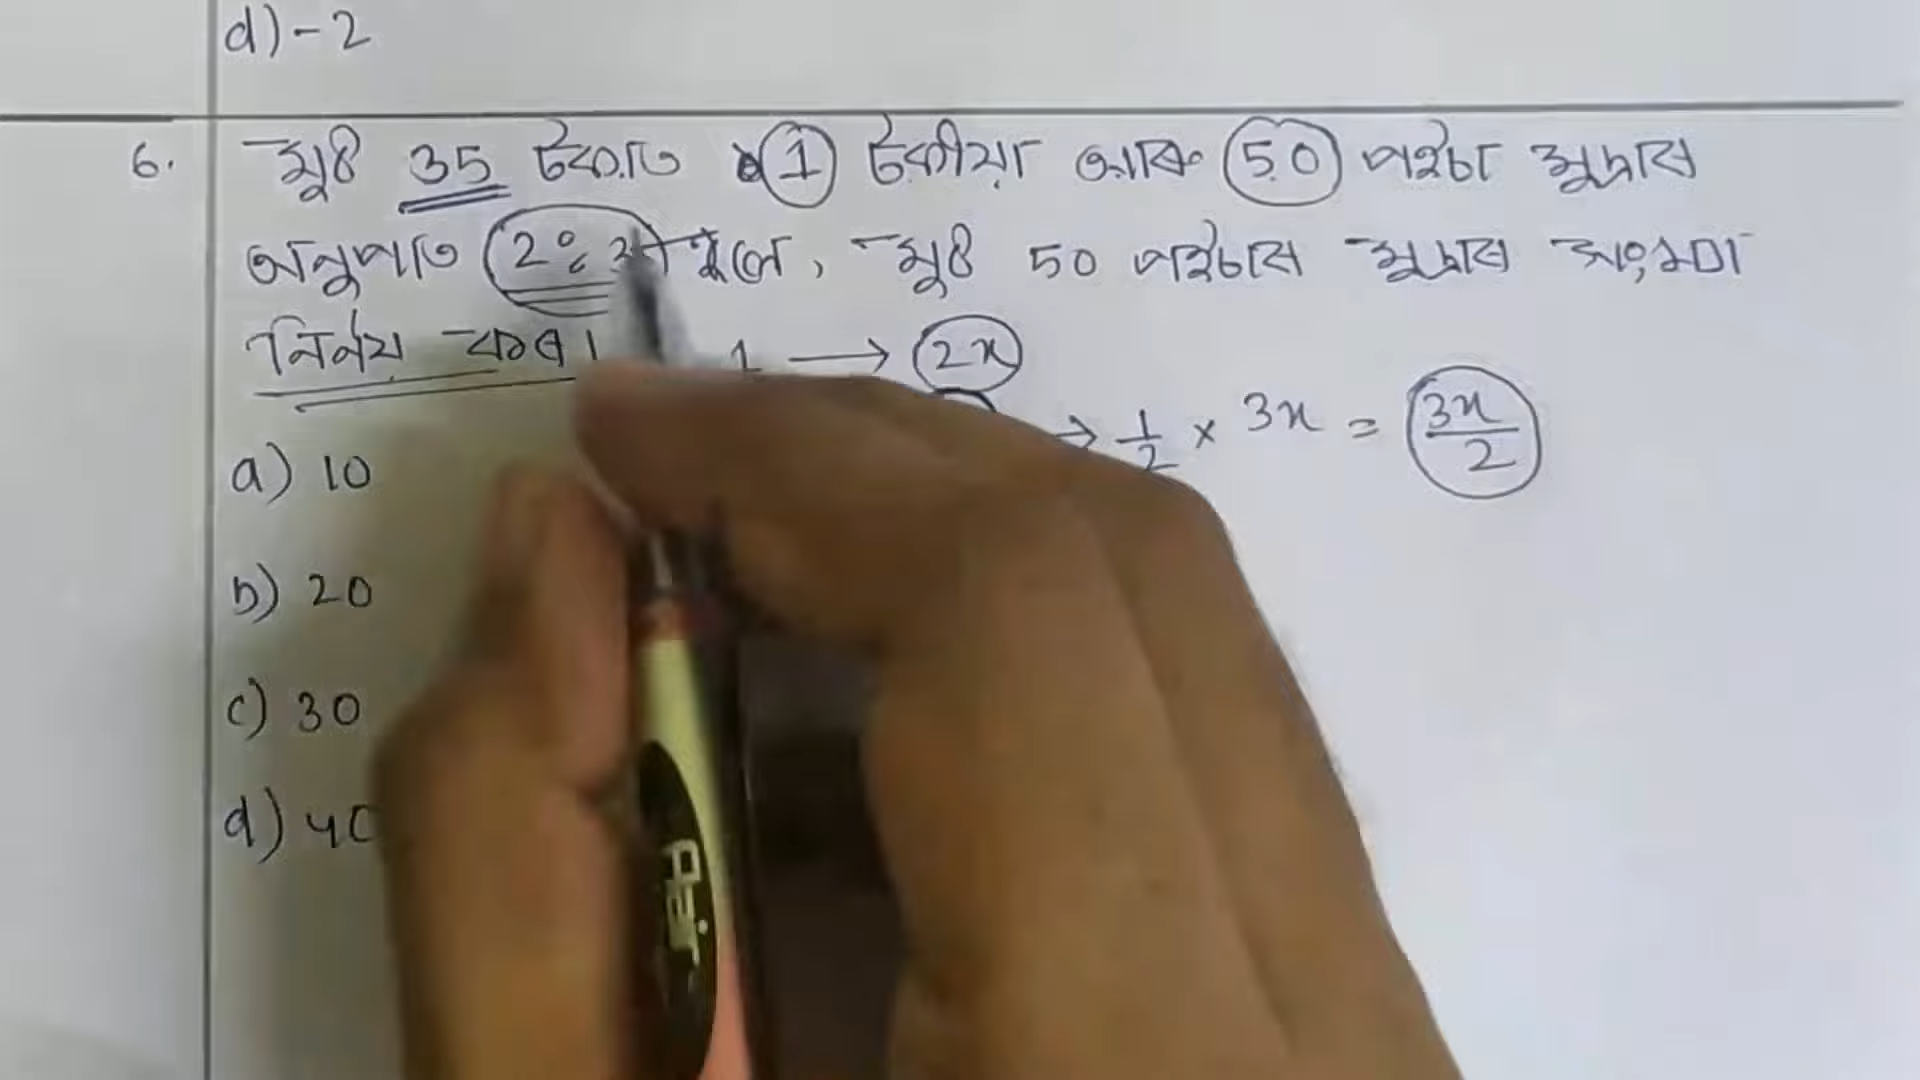 d) - 2
6. মুঠ 35 টকাত 1 টকীয়া আৰু 50 পইচা মুদ্ৰাৰ
অনুপাত 2 : 3 হলে, মুঠ 50 পইচাৰ মুদ্ৰাৰ সংখ্যা
নিৰ্ণয় কৰা।
1 → 2x
→ 1/2 × 3x = 3x/2
a) 10
b) 20
c) 30
d) 40